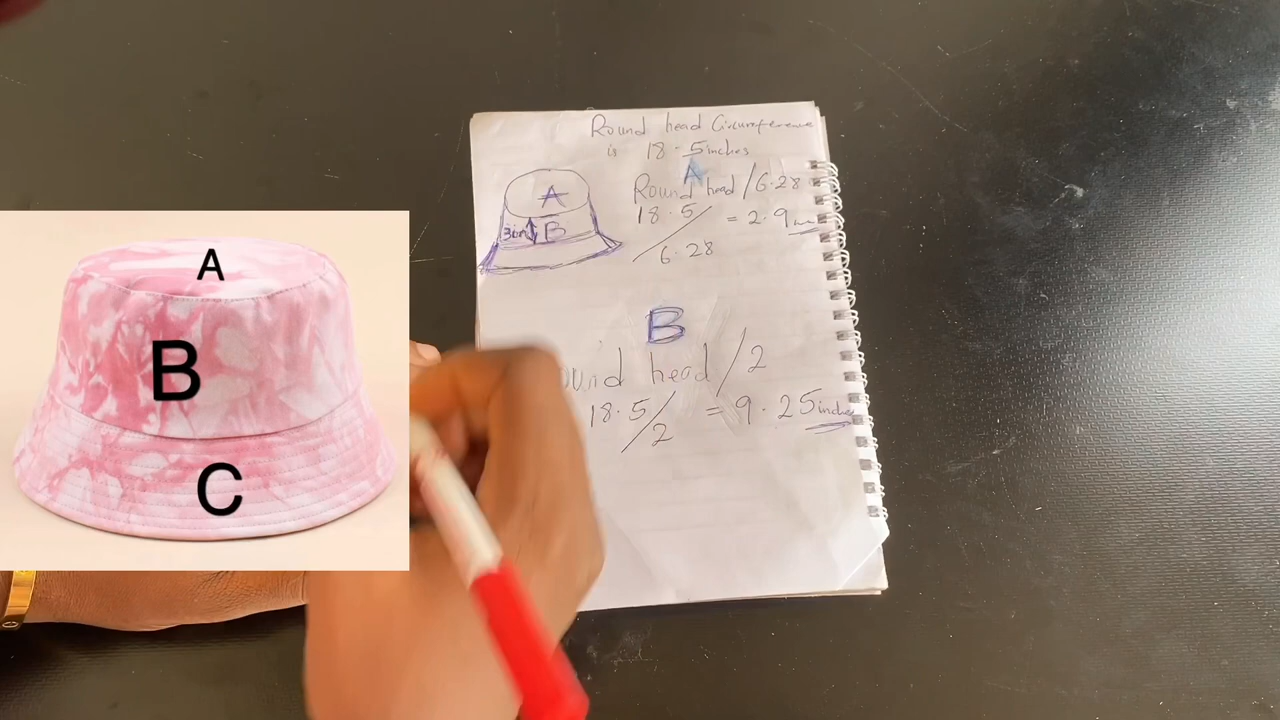 Round head Circumference
is 18.5inches
A
Round head / 6.28
18.5 / 6.28 = 2.9
A
3in
B
B
head / 2
18.5 / 2 = 9.25inches
A
B
C